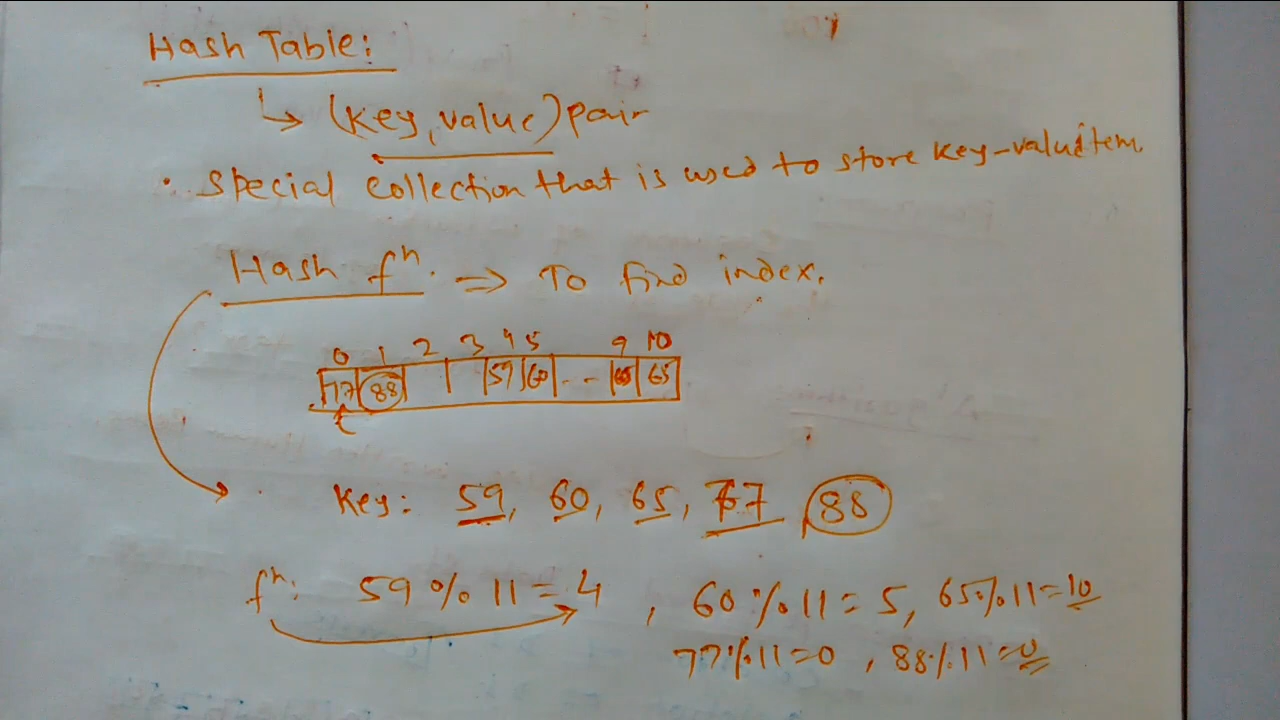 Hash Table:
↳ (Key, value) pair
• Special collection that is used to store key-value item
Hash fⁿ. ⇒ To find index.
0 1 2 3 4 5 9 10
77 88 59 60 -- 65
Key: 59, 60, 65, 77 88
fⁿ: 59 % 11 = 4, 60 % 11 = 5, 65 % 11 = 10
77 % 11 = 0, 88 % 11 = 0